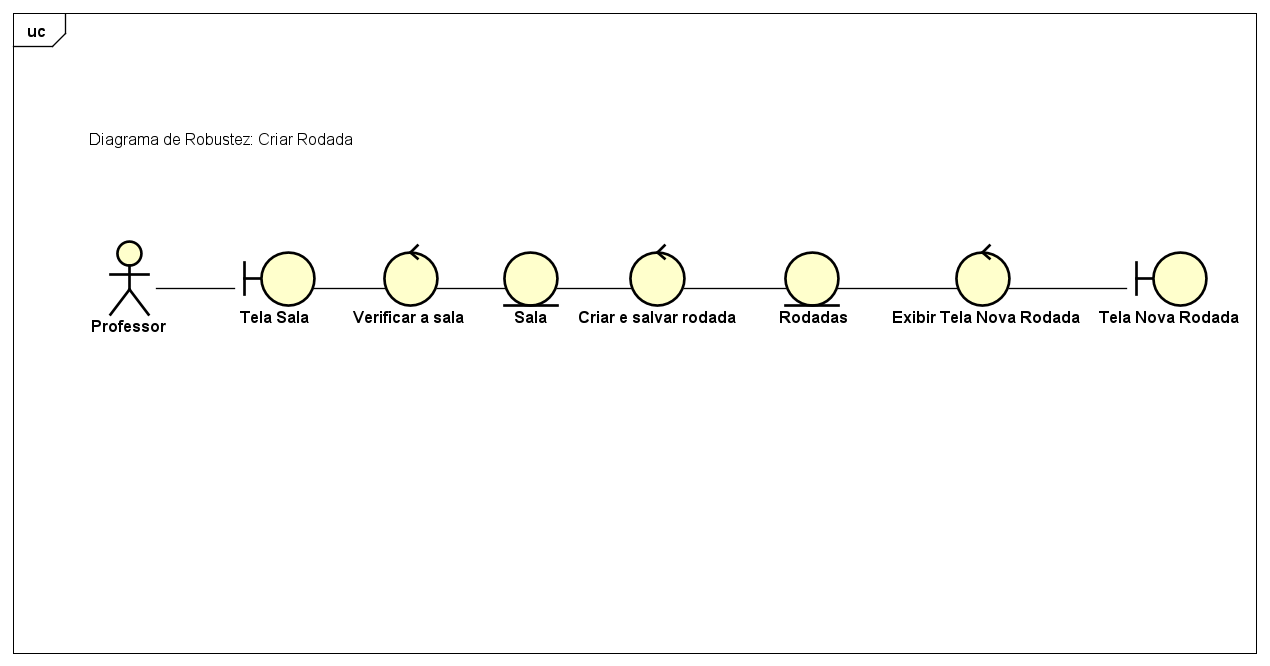 uc
Diagrama de Robustez: Criar Rodada
Professor
Tela Sala
Verificar a sala
Sala
Criar e salvar rodada
Rodadas
Exibir Tela Nova Rodada
Tela Nova Rodada